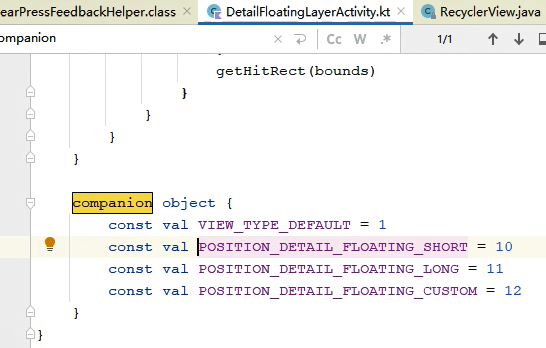 earPressFeedbackHelper.class
DetailFloatingLayerActivity.kt
RecyclerView.java
ompanion
Cc W .* 1/1
getHitRect(bounds)
}
}
}
}
companion object {
const val VIEW_TYPE_DEFAULT = 1
const val POSITION_DETAIL_FLOATING_SHORT = 10
const val POSITION_DETAIL_FLOATING_LONG = 11
const val POSITION_DETAIL_FLOATING_CUSTOM = 12
}
}